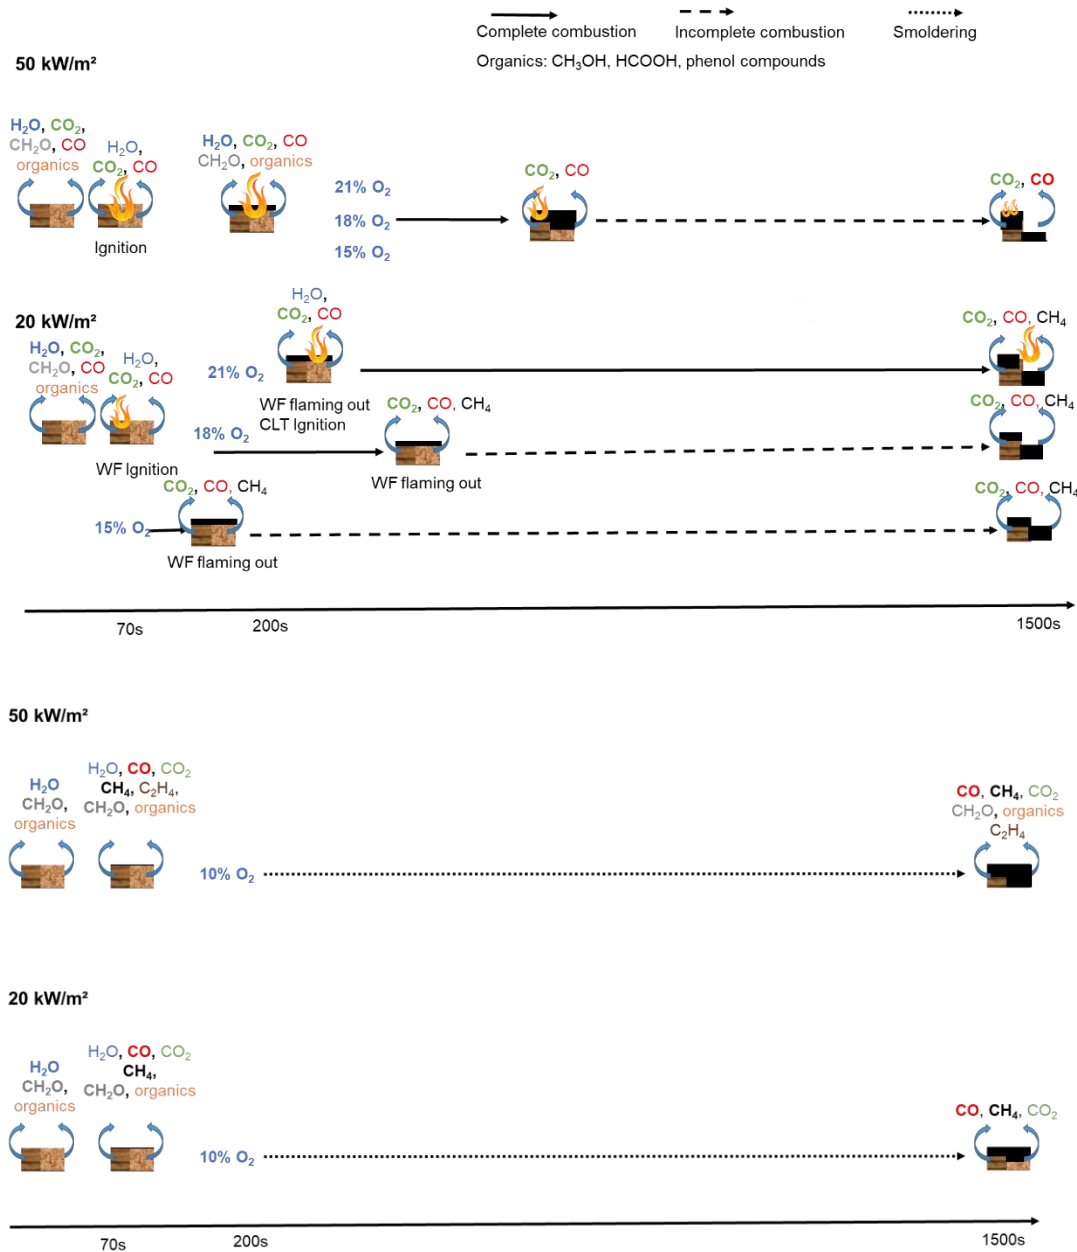 Complete combustion
Incomplete combustion
Smoldering
Organics: CH₃OH, HCOOH, phenol compounds
50 kW/m²
H₂O, CO₂,
CH₂O, CO
organics
H₂O,
CO₂, CO
Ignition
H₂O, CO₂, CO
CH₂O, organics
21% O₂
18% O₂
15% O₂
CO₂, CO
CO₂, CO
20 kW/m²
H₂O, CO₂,
CH₂O, CO
organics
H₂O,
CO₂, CO
WF Ignition
21% O₂
H₂O,
CO₂, CO
WF flaming out
CLT Ignition
CO₂, CO, CH₄
18% O₂
CO₂, CO, CH₄
WF flaming out
CO₂, CO, CH₄
15% O₂
CO₂, CO, CH₄
WF flaming out
CO₂, CO, CH₄
70s
200s
1500s
50 kW/m²
H₂O
CH₂O,
organics
H₂O, CO, CO₂
CH₄, C₂H₄,
CH₂O, organics
10% O₂
CO, CH₄, CO₂
CH₂O, organics
C₂H₄
20 kW/m²
H₂O
CH₂O,
organics
H₂O, CO, CO₂
CH₄,
CH₂O, organics
10% O₂
CO, CH₄, CO₂
70s
200s
1500s